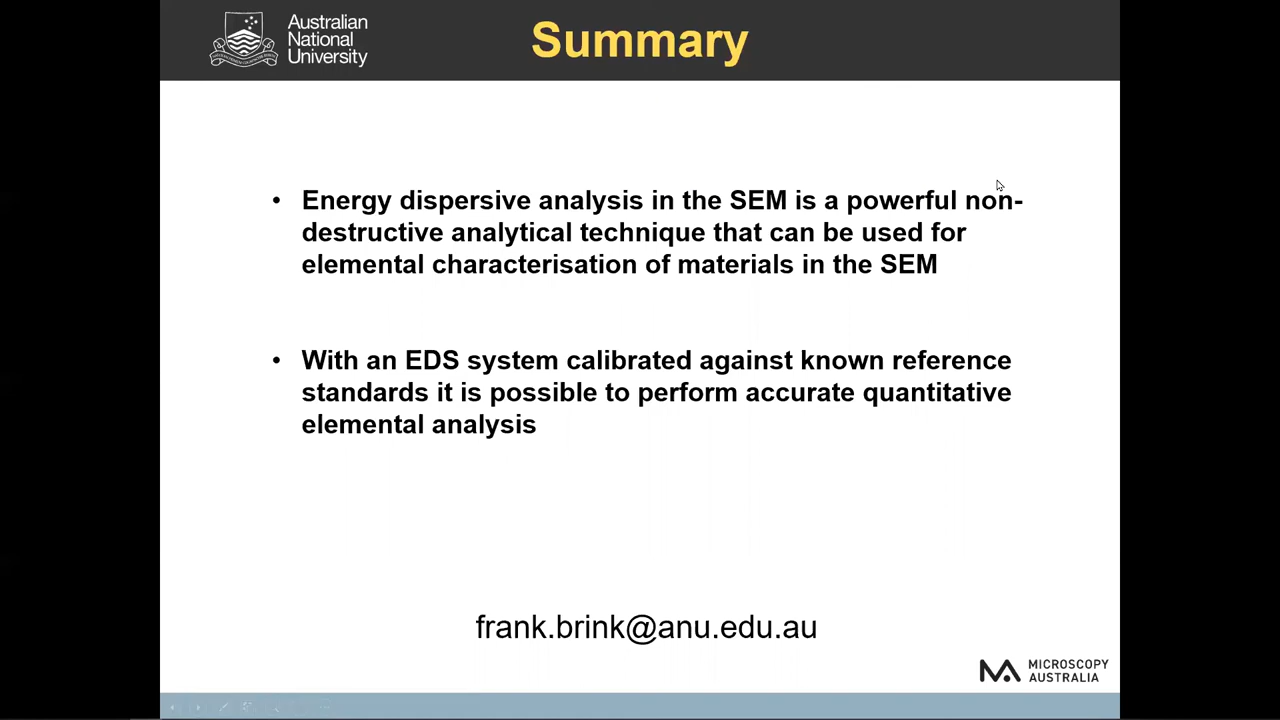 Australian
National
University
Summary
• Energy dispersive analysis in the SEM is a powerful non-
destructive analytical technique that can be used for
elemental characterisation of materials in the SEM
• With an EDS system calibrated against known reference
standards it is possible to perform accurate quantitative
elemental analysis
frank.brink@anu.edu.au
MICROSCOPY
AUSTRALIA